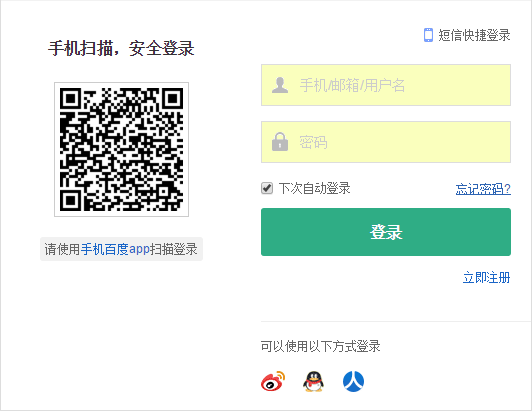 手机扫描，安全登录
请使用手机百度app扫描登录
短信快捷登录
手机/邮箱/用户名
密码
下次自动登录 忘记密码?
登录
立即注册
可以使用以下方式登录